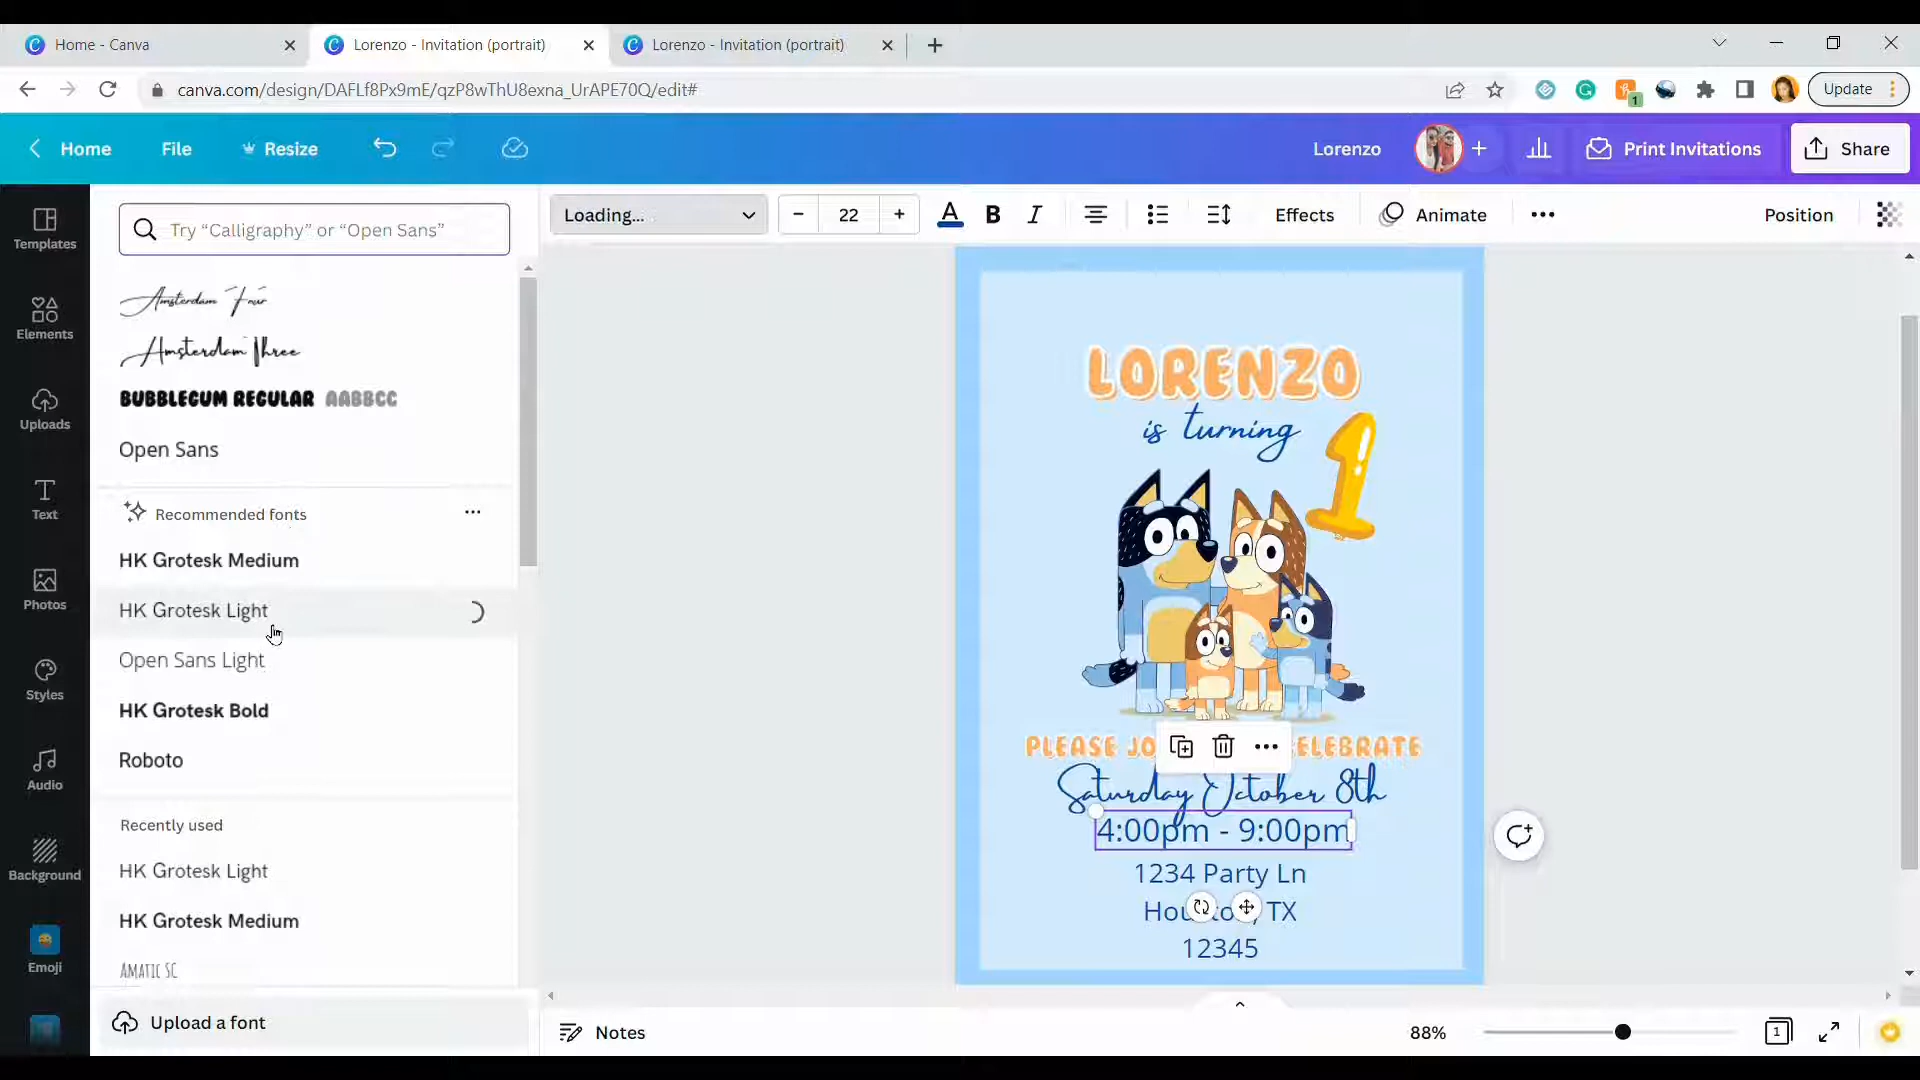 Home - Canva
Lorenzo - Invitation (portrait)
Lorenzo - Invitation (portrait)
canva.com/design/DAFLf8Px9mE/qzP8wThU8exna_UrAPE70Q/edit#
1
Update
Home
File
Resize
Lorenzo
Print Invitations
Share
Templates
Elements
Uploads
Text
Photos
Styles
Audio
Background
Emoji
Try “Calligraphy” or “Open Sans”
Amsterdam Four
Amsterdam Three
BUBBLEGUM REGULAR AABBCC
Open Sans
Recommended fonts
HK Grotesk Medium
HK Grotesk Light
Open Sans Light
HK Grotesk Bold
Roboto
Recently used
HK Grotesk Light
HK Grotesk Medium
AMATIC SC
Upload a font
Loading...
22
A
B
I
Effects
Animate
Position
LORENZO
is turning
1
PLEASE JO ELEBRATE
Saturday October 8th
4:00pm - 9:00pm
1234 Party Ln
Houston, TX
12345
Notes
88%
1